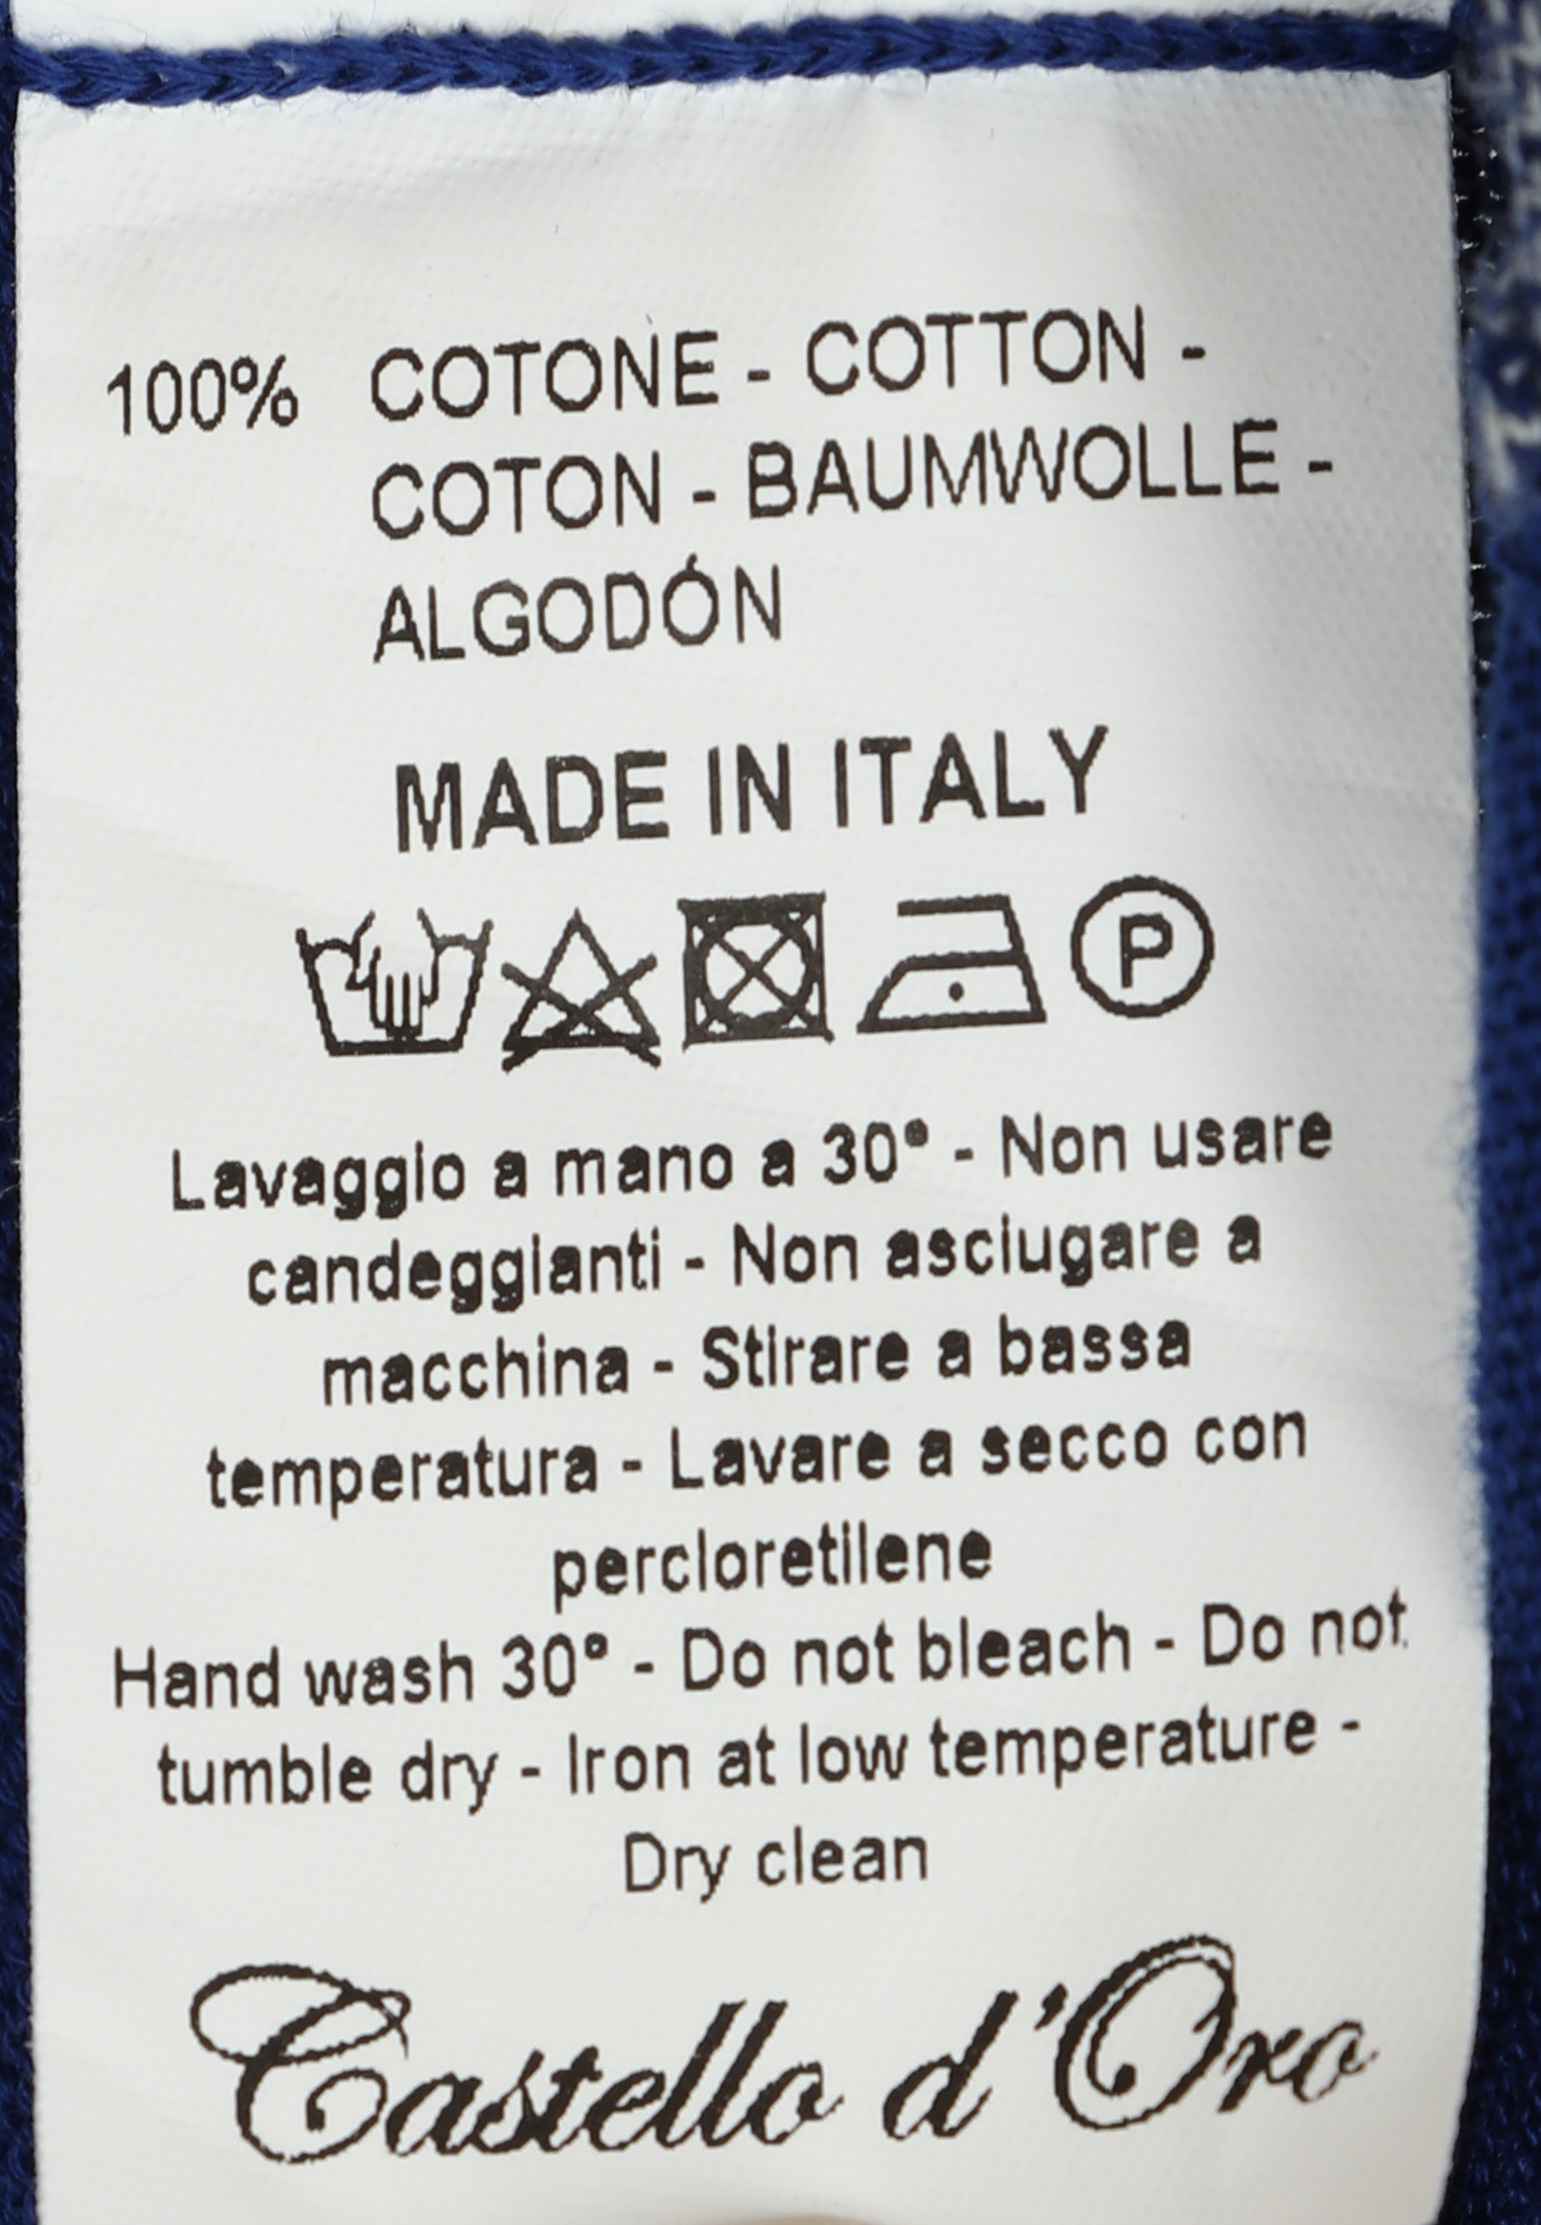 100% COTONE - COTTON -
COTON - BAUMWOLLE -
ALGODÓN
MADE IN ITALY
P
Lavaggio a mano a 30° - Non usare
candeggianti - Non asciugare a
macchina - Stirare a bassa
temperatura - Lavare a secco con
percloretilene
Hand wash 30° - Do not bleach - Do not
tumble dry - Iron at low temperature -
Dry clean
Castello d'Oro